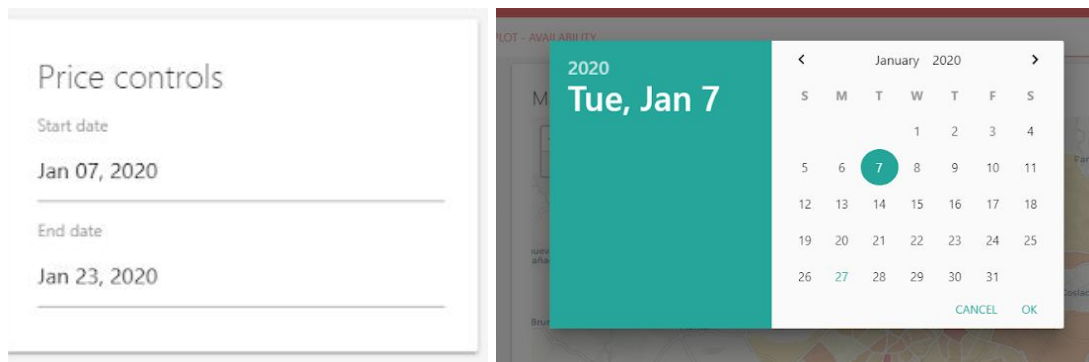 Price controls
Start date
Jan 07, 2020
End date
Jan 23, 2020
PLOT - AVAILABILITY
2020
Tue, Jan 7
January 2020
S M T W T F S
1 2 3 4
5 6 7 8 9 10 11
12 13 14 15 16 17 18
19 20 21 22 23 24 25
26 27 28 29 30 31
CANCEL OK